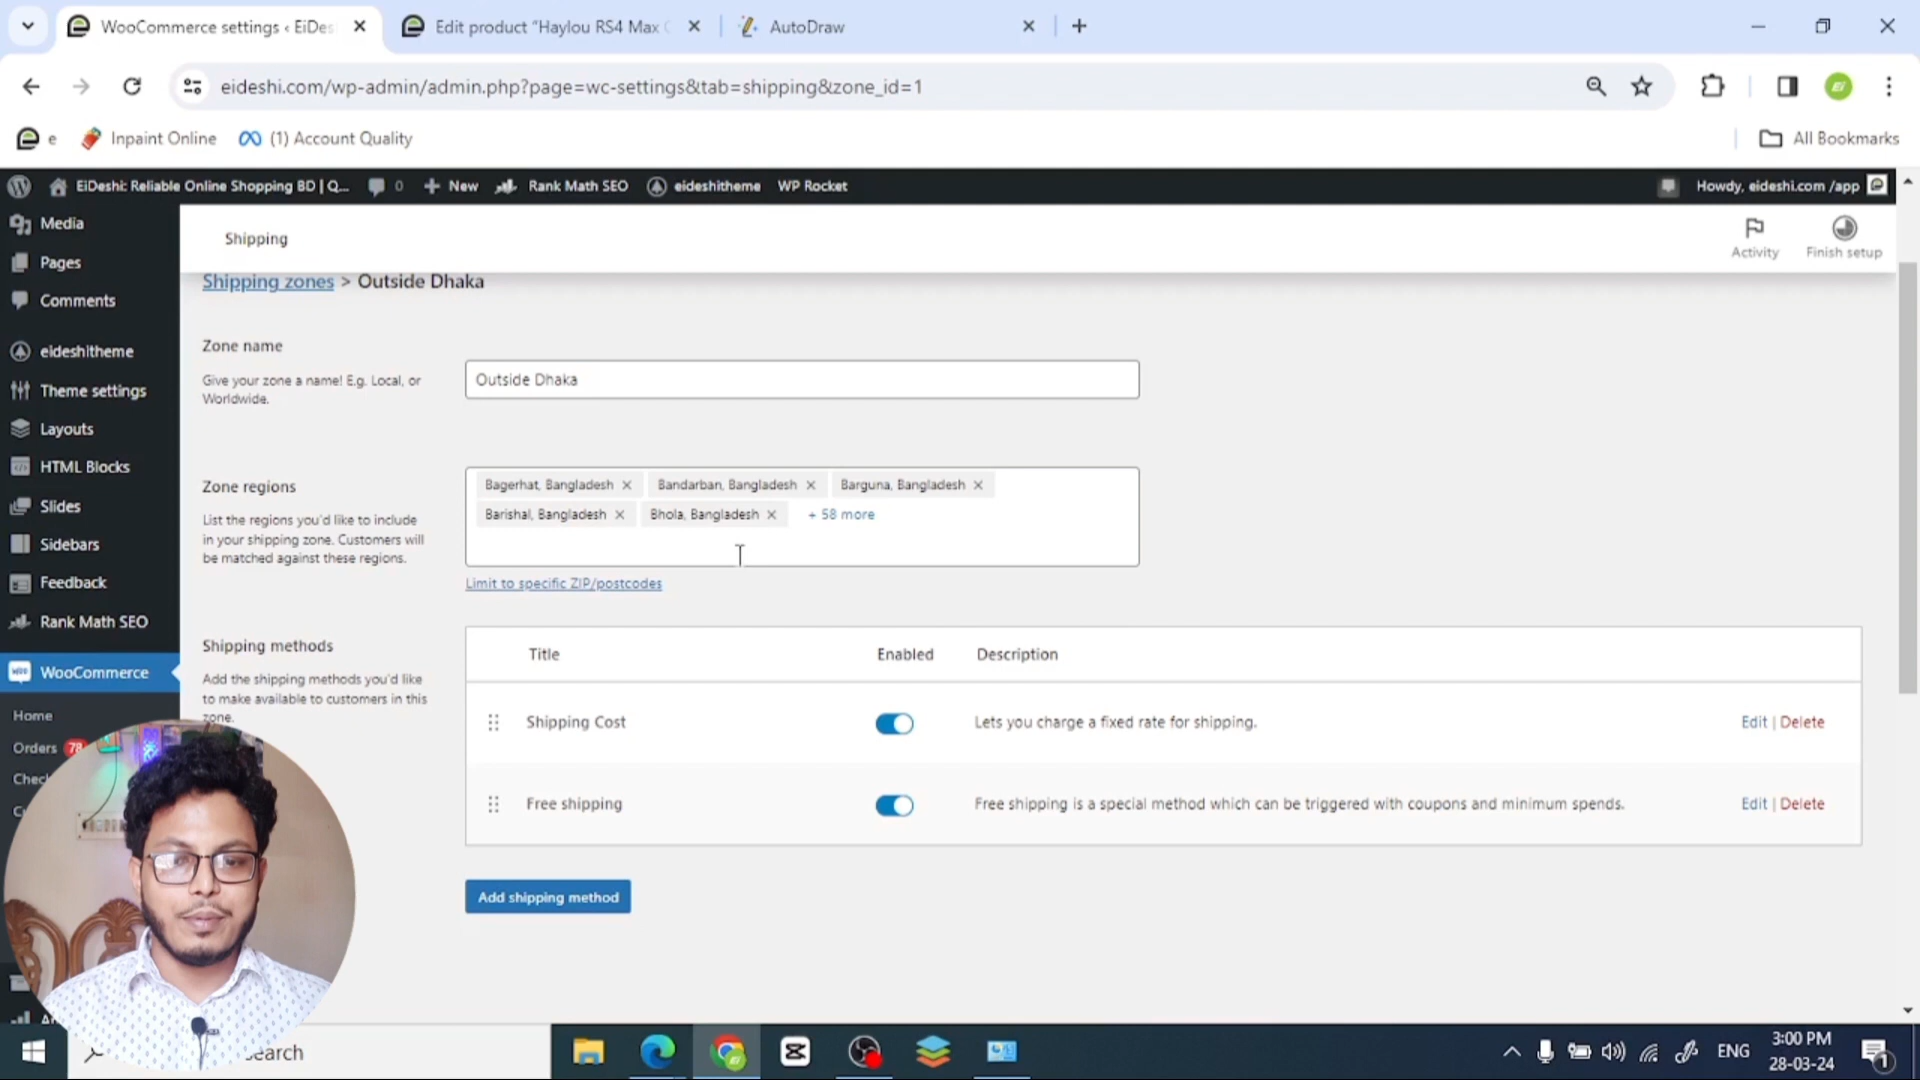 WooCommerce settings ‹ EiDes
Edit product "Haylou RS4 Max
AutoDraw
eideshi.com/wp-admin/admin.php?page=wc-settings&tab=shipping&zone_id=1
e
Inpaint Online
(1) Account Quality
All Bookmarks
EiDeshi: Reliable Online Shopping BD | Q...
0
New
Rank Math SEO
eideshitheme
WP Rocket
Howdy, eideshi.com /app
Media
Pages
Comments
eideshitheme
Theme settings
Layouts
HTML Blocks
Slides
Sidebars
Feedback
Rank Math SEO
WooCommerce
Home
Orders 78
Shipping
Activity
Finish setup
Shipping zones > Outside Dhaka
Zone name
Give your zone a name! E.g. Local, or
Worldwide.
Outside Dhaka
Zone regions
List the regions you'd like to include
in your shipping zone. Customers will
be matched against these regions.
Bagerhat, Bangladesh × Bandarban, Bangladesh × Barguna, Bangladesh ×
Barishal, Bangladesh × Bhola, Bangladesh × + 58 more
Limit to specific ZIP/postcodes
Shipping methods
Add the shipping methods you'd like
to make available to customers in this
zone.
Title Enabled Description
Shipping Cost Lets you charge a fixed rate for shipping. Edit | Delete
Free shipping Free shipping is a special method which can be triggered with coupons and minimum spends. Edit | Delete
Add shipping method
ENG
3:00 PM
28-03-24
1